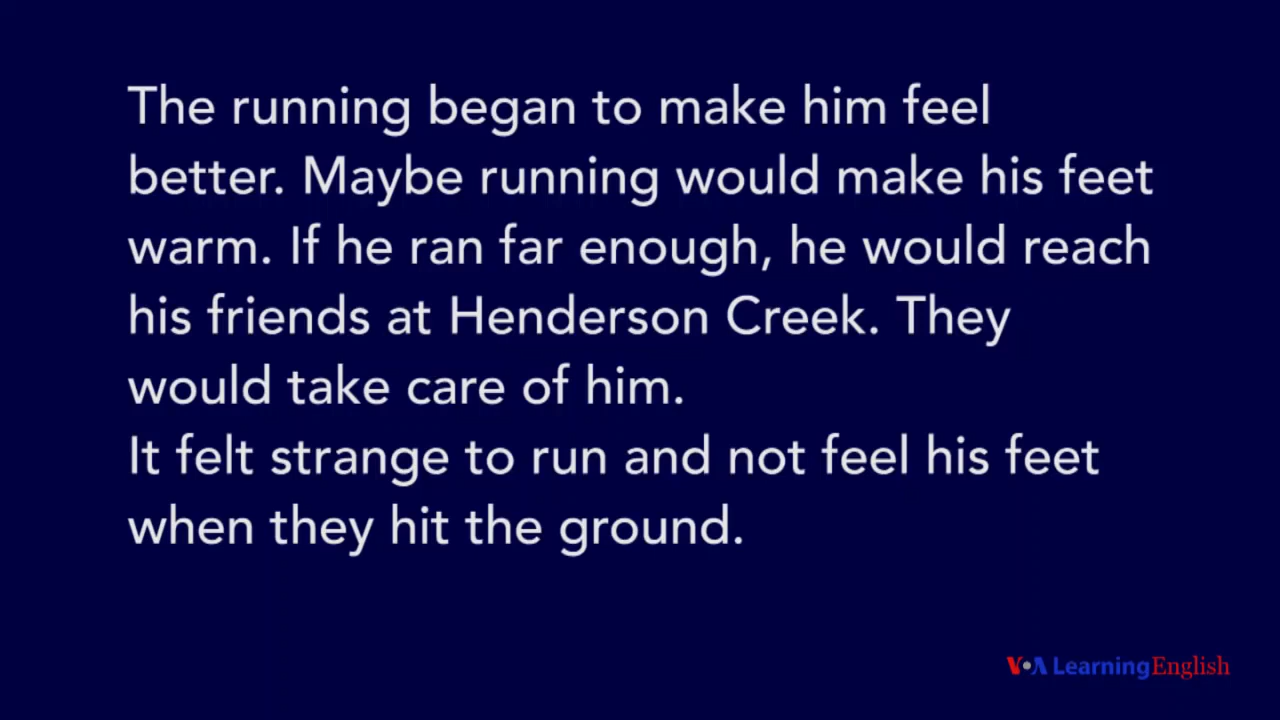 The running began to make him feel
better. Maybe running would make his feet
warm. If he ran far enough, he would reach
his friends at Henderson Creek. They
would take care of him.
It felt strange to run and not feel his feet
when they hit the ground.
VOA Learning English